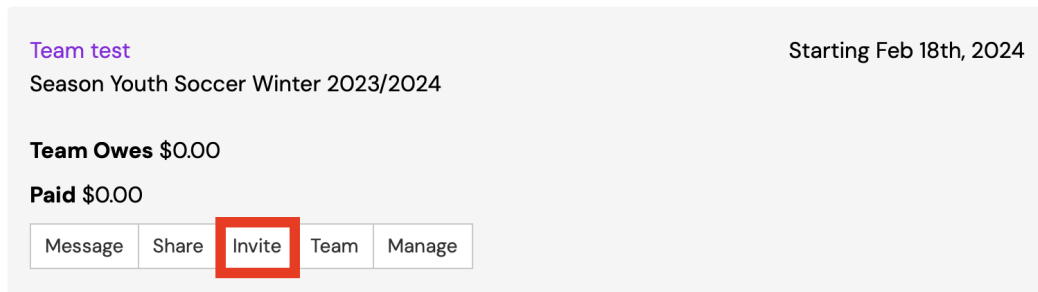 Team test
Starting Feb 18th, 2024
Season Youth Soccer Winter 2023/2024
Team Owes $0.00
Paid $0.00
Message Share Invite Team Manage